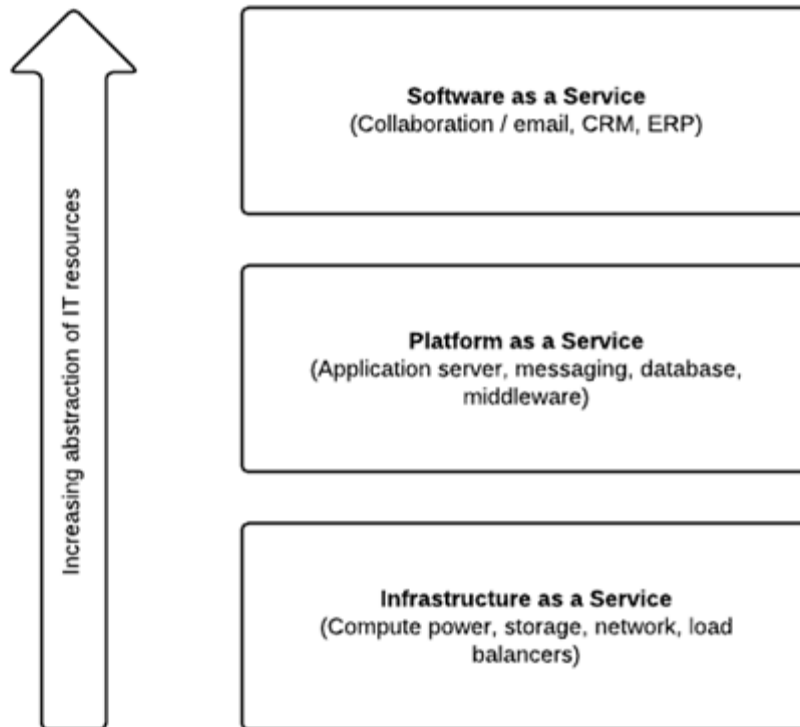 Increasing abstraction of IT resources
Software as a Service
(Collaboration / email, CRM, ERP)
Platform as a Service
(Application server, messaging, database,
middleware)
Infrastructure as a Service
(Compute power, storage, network, load
balancers)